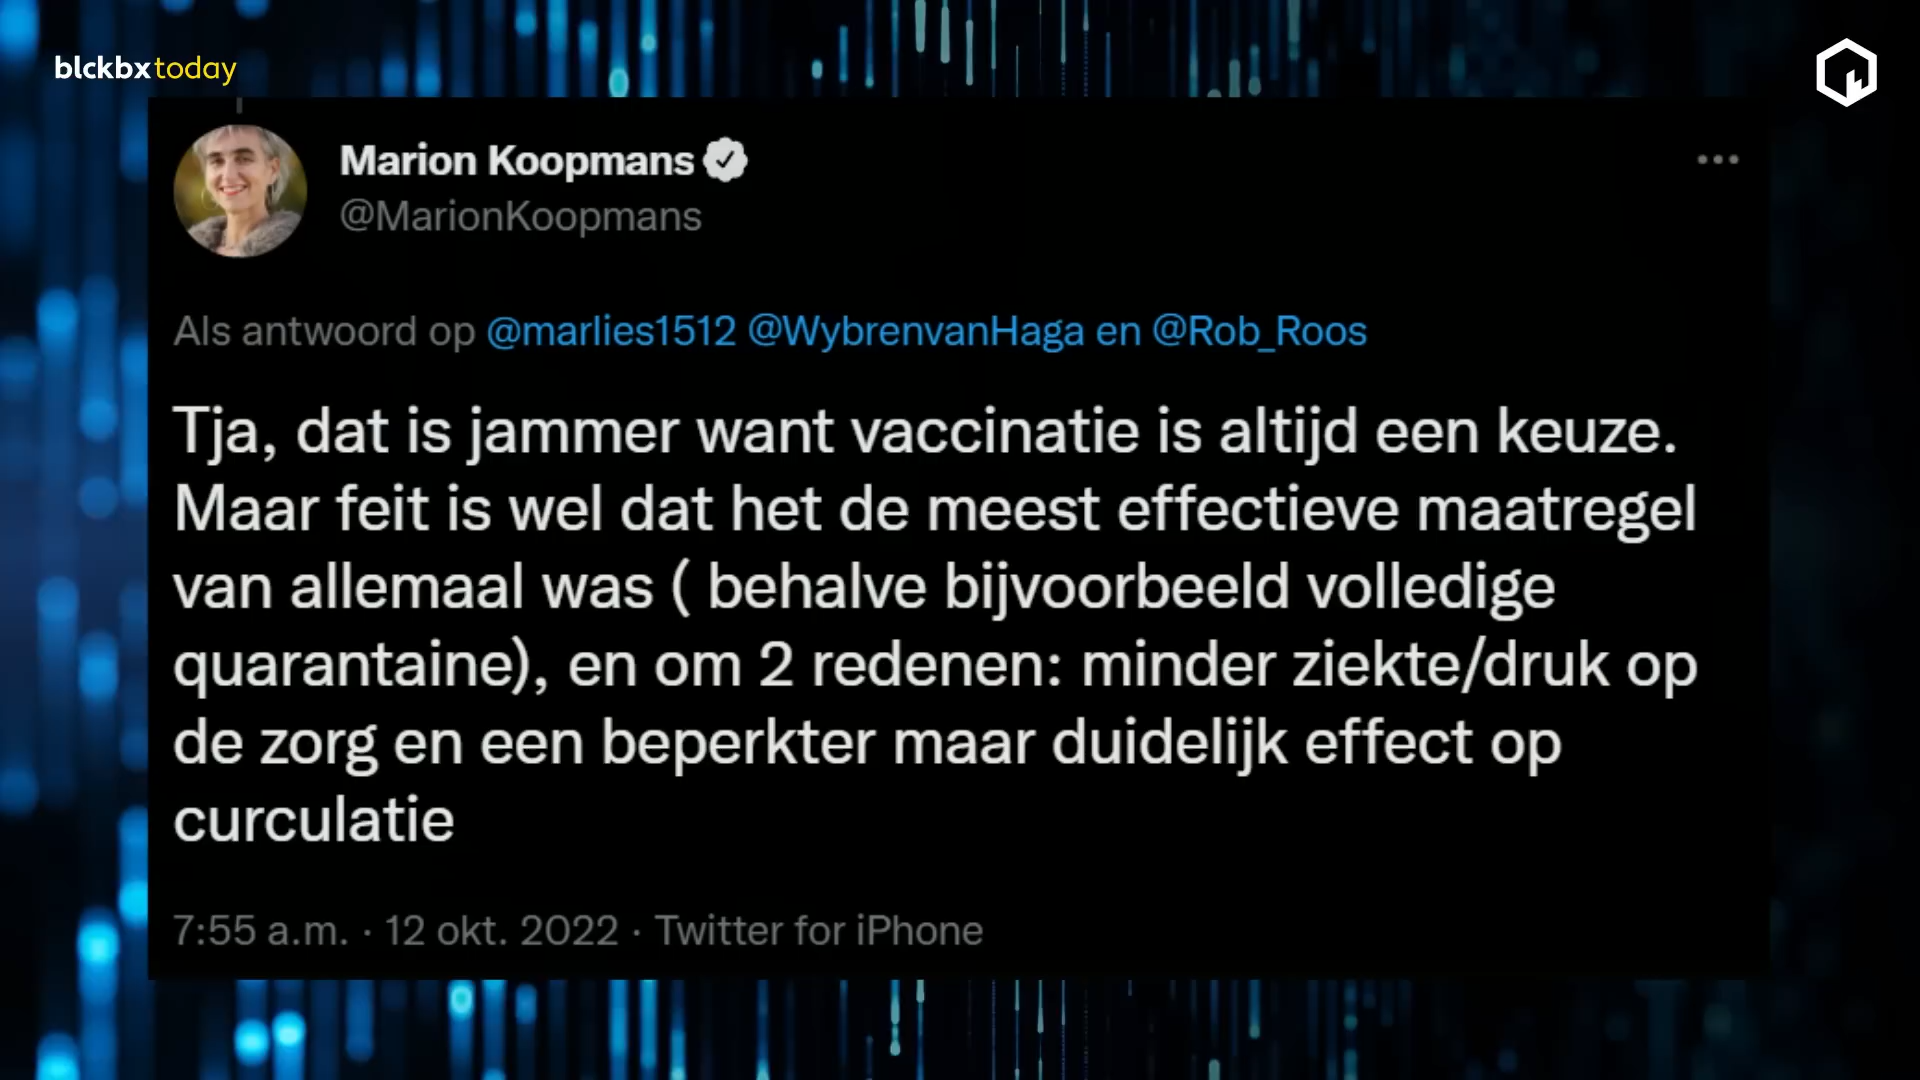 blckbxtoday
Marion Koopmans
@MarionKoopmans
Als antwoord op @marlies1512 @WybrenvanHaga en @Rob_Roos
Tja, dat is jammer want vaccinatie is altijd een keuze.
Maar feit is wel dat het de meest effectieve maatregel
van allemaal was ( behalve bijvoorbeeld volledige
quarantaine), en om 2 redenen: minder ziekte/druk op
de zorg en een beperkter maar duidelijk effect op
curculatie
7:55 a.m. · 12 okt. 2022 · Twitter for iPhone